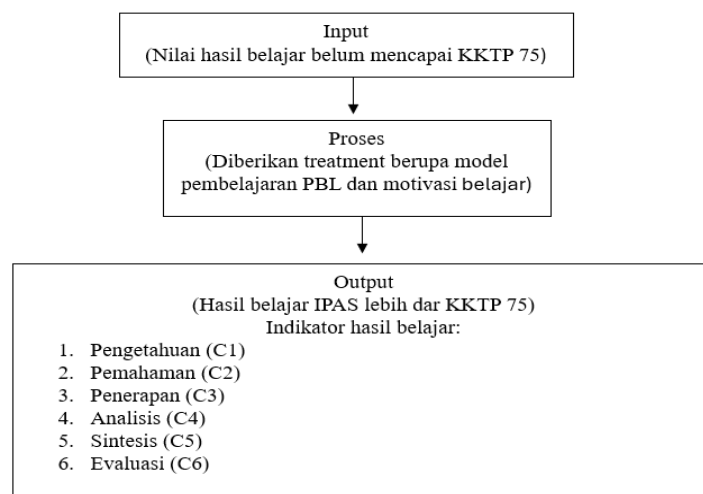 Input
(Nilai hasil belajar belum mencapai KKTP 75)
Proses
(Diberikan treatment berupa model
pembelajaran PBL dan motivasi belajar)
Output
(Hasil belajar IPAS lebih dar KKTP 75)
Indikator hasil belajar:
1. Pengetahuan (C1)
2. Pemahaman (C2)
3. Penerapan (C3)
4. Analisis (C4)
5. Sintesis (C5)
6. Evaluasi (C6)